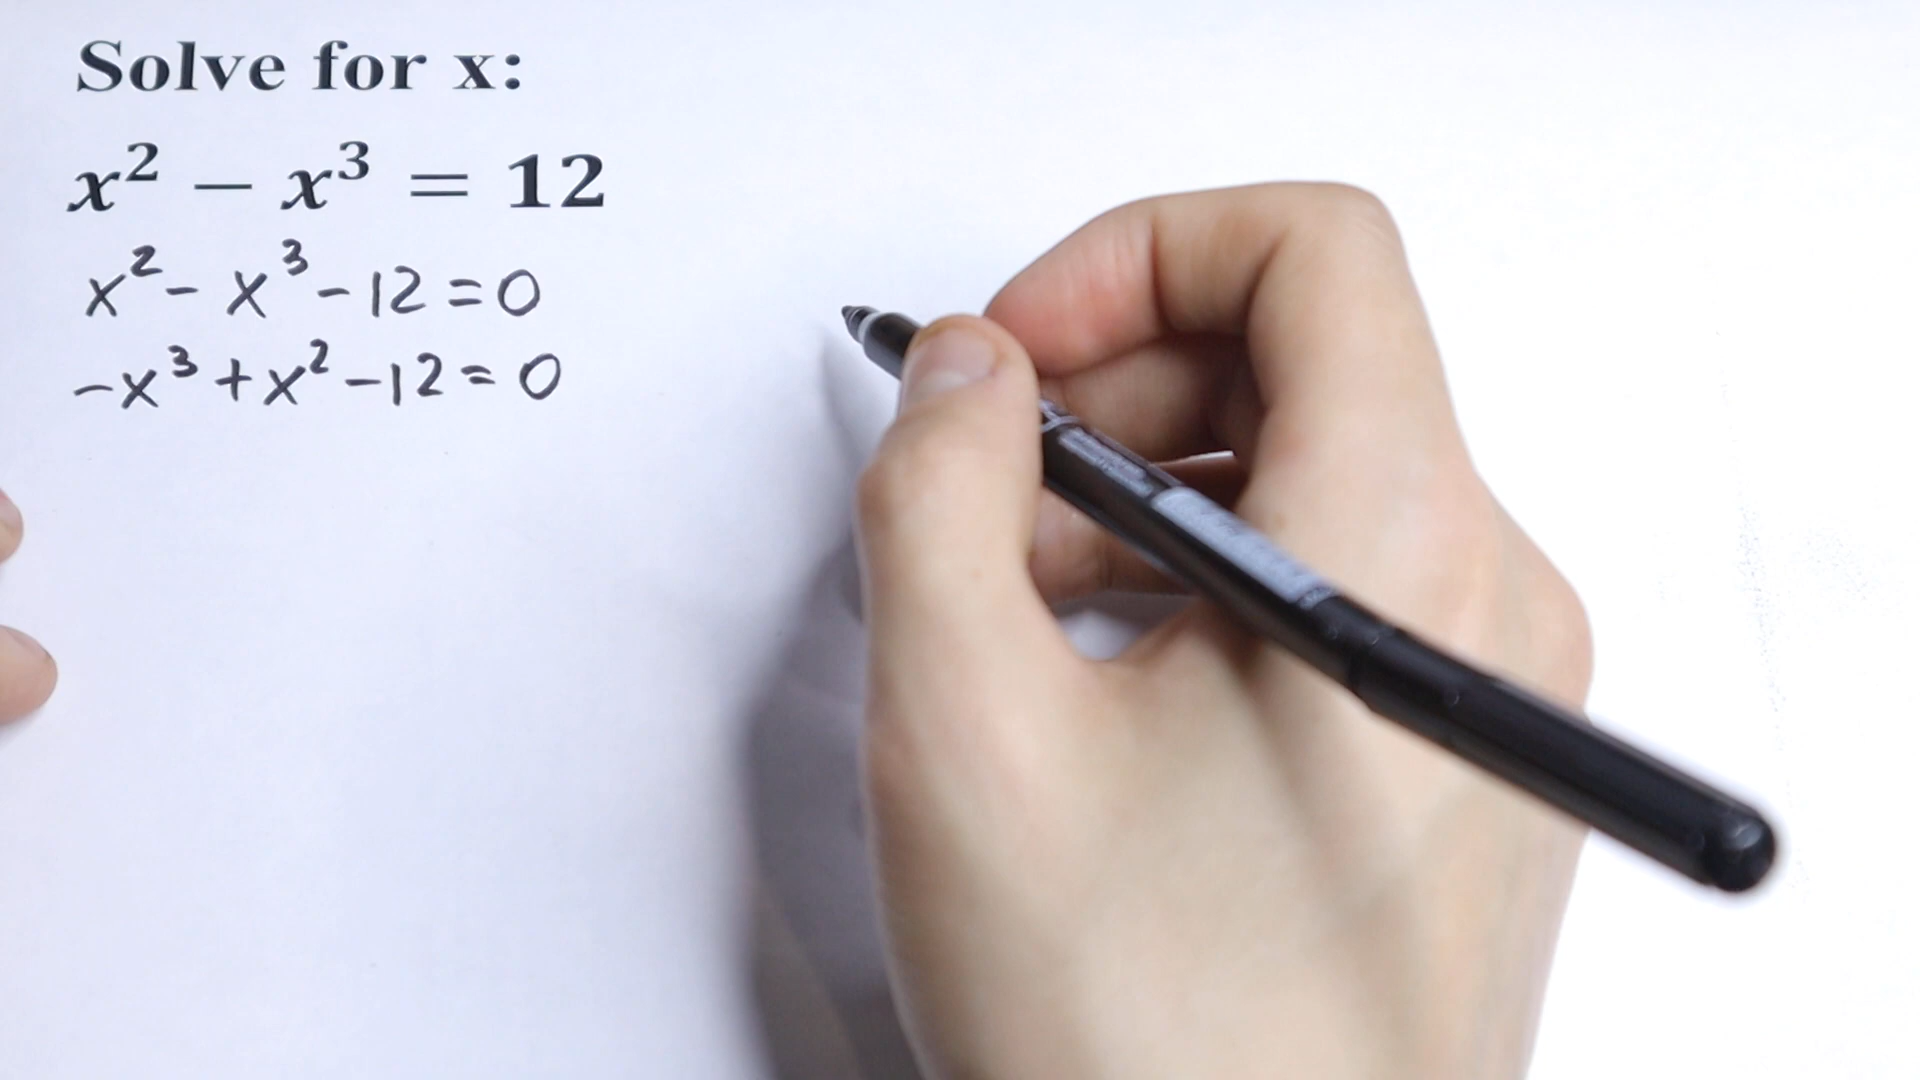 Solve for x:
x² − x³ = 12
x² - x³ - 12 = 0
-x³ + x² - 12 = 0